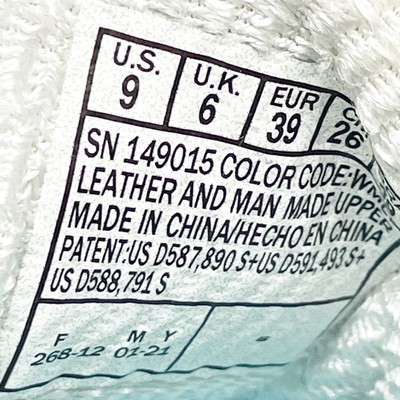 U.S. U.K. EUR
9 6 39 26
SN 149015 COLOR CODE:
LEATHER AND MAN MADE UPPER
MADE IN CHINA/HECHO EN CHINA
PATENT:US D587,890 S+US D591,493 S+
US D588,791 S
F M Y
268-12 01-21